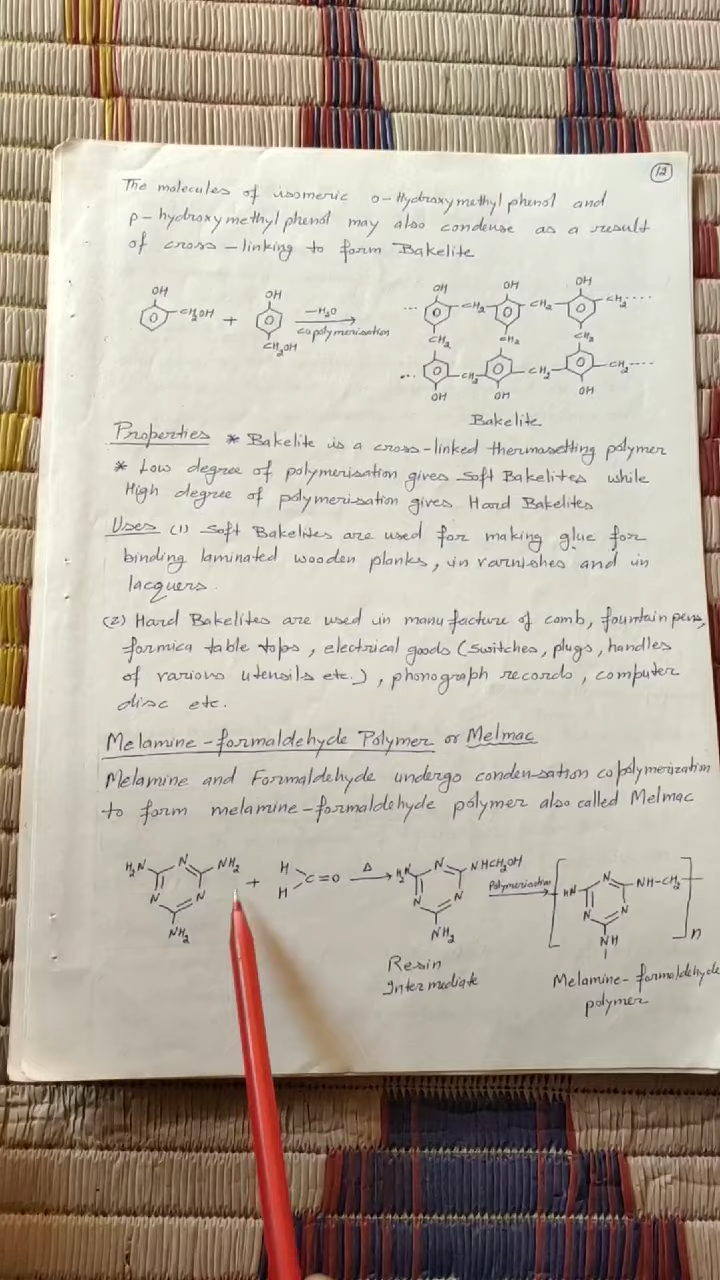 12
The molecules of isomeric o-Hydroxymethyl phenol and
p-hydroxymethylphenol may also condense as a result
of cross-linking to form Bakelite
OH OH OH OH OH
CH2OH + CH2OH -H2O copolymerisation ... CH2 CH2 CH2....
CH2 CH2 CH2
... CH2 CH2 CH2....
OH OH OH
Bakelite
Properties * Bakelite is a cross-linked thermosetting polymer
* Low degree of polymerisation gives Soft Bakelites while
High degree of polymerisation gives Hard Bakelites
Uses (1) Soft Bakelites are used for making glue for
binding laminated wooden planks, in varnishes and in
lacquers.
(2) Hard Bakelites are used in manufacture of comb, fountain pens,
formica table tops, electrical goods (switches, plugs, handles
of various utensils etc.), phonograph records, computer
disc etc.
Melamine-formaldehyde Polymer or Melmac
Melamine and Formaldehyde undergo condensation copolymerization
to form melamine-formaldehyde polymer also called Melmac
H2N N NH2 N N NH2 + H H C=O Δ H2N N NHCH2OH N N NH2 Polymerisation [HN N NH-CH2 N N NH]n
Resin
Intermediate
Melamine-formaldehyde
polymer